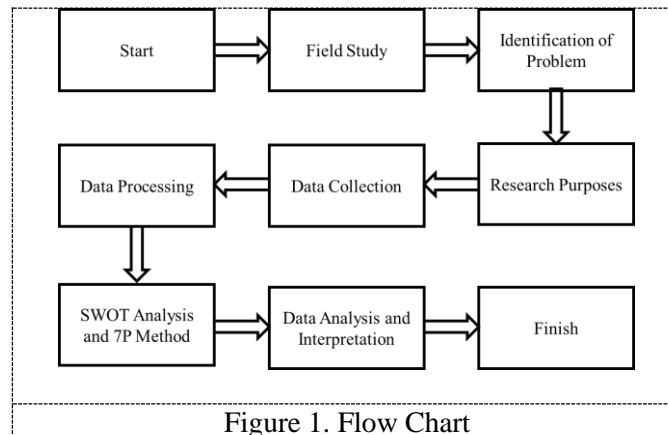 Start
Field Study
Identification of
Problem
Research Purposes
Data Collection
Data Processing
SWOT Analysis
and 7P Method
Data Analysis and
Interpretation
Finish
Figure 1. Flow Chart